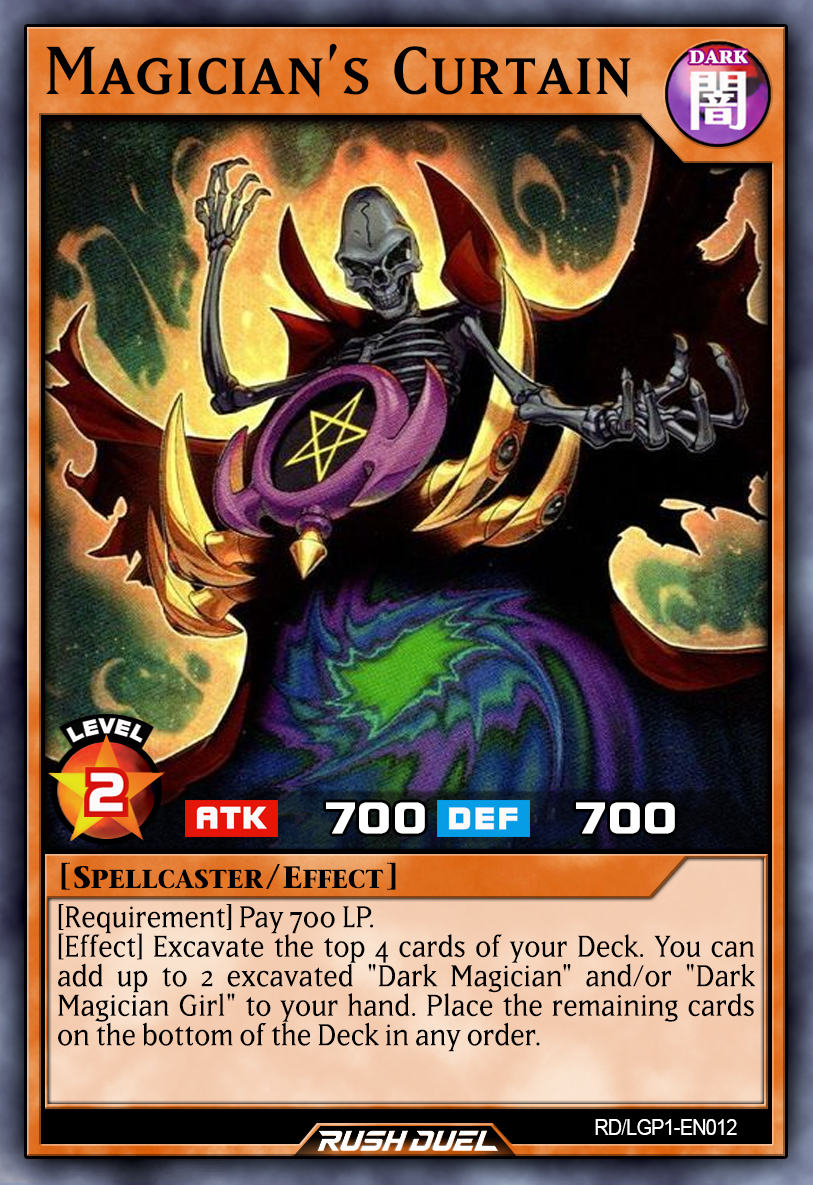 Magician's Curtain
DARK
闇
LEVEL
2
ATK 700 DEF 700
[Spellcaster/Effect]
[Requirement] Pay 700 LP.
[Effect] Excavate the top 4 cards of your Deck. You can
add up to 2 excavated "Dark Magician" and/or "Dark
Magician Girl" to your hand. Place the remaining cards
on the bottom of the Deck in any order.
RUSH DUEL
RD/LGP1-EN012